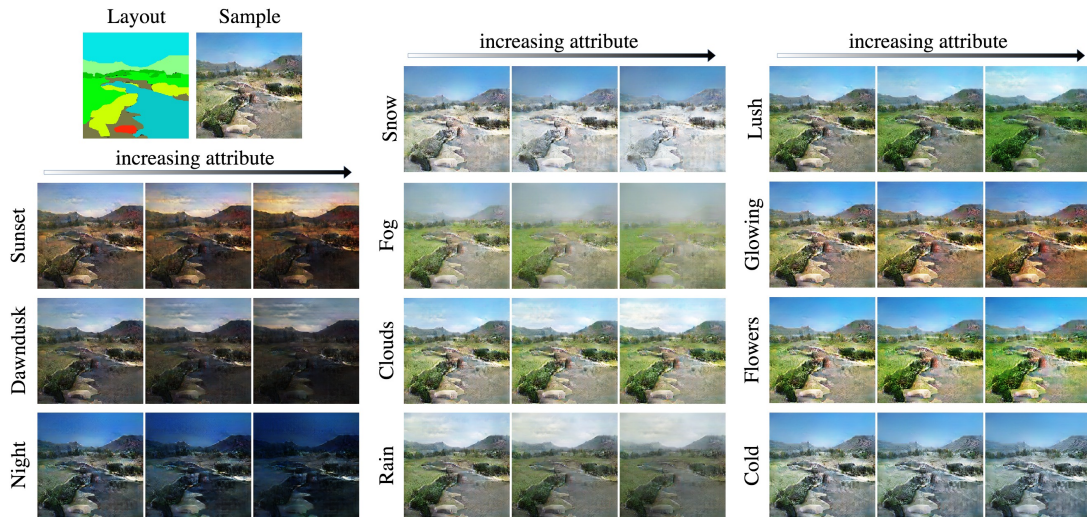 Layout
Sample
increasing attribute
Sunset
Dawndusk
Night
increasing attribute
Snow
Fog
Clouds
Rain
increasing attribute
Lush
Glowing
Flowers
Cold